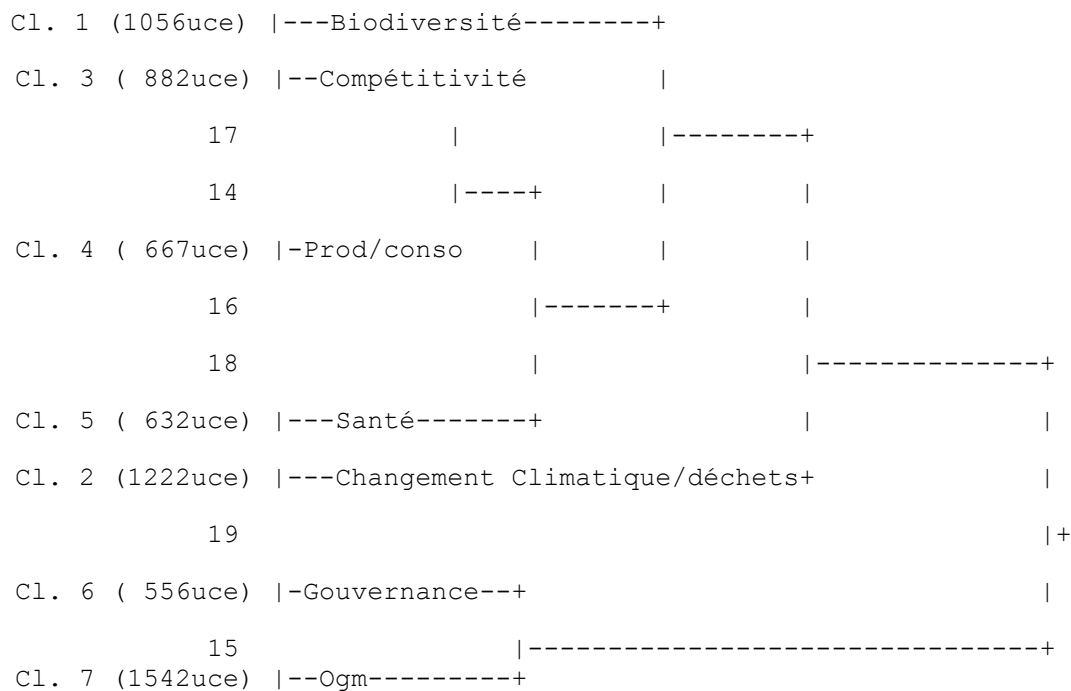 Cl. 1 (1056uce) |---Biodiversité--------+
Cl. 3 ( 882uce) |--Compétitivité        |
           17               |           |--------+
           14               |----+      |        |
Cl. 4 ( 667uce) |-Prod/conso     |      |        |
           16                    |-------+       |
           18                    |               |--------------+
Cl. 5 ( 632uce) |---Santé-------+                |              |
Cl. 2 (1222uce) |---Changement Climatique/déchets+              |
           19                                                   |+
Cl. 6 ( 556uce) |-Gouvernance--+                                |
           15                  |--------------------------------+
Cl. 7 (1542uce) |--Ogm---------+